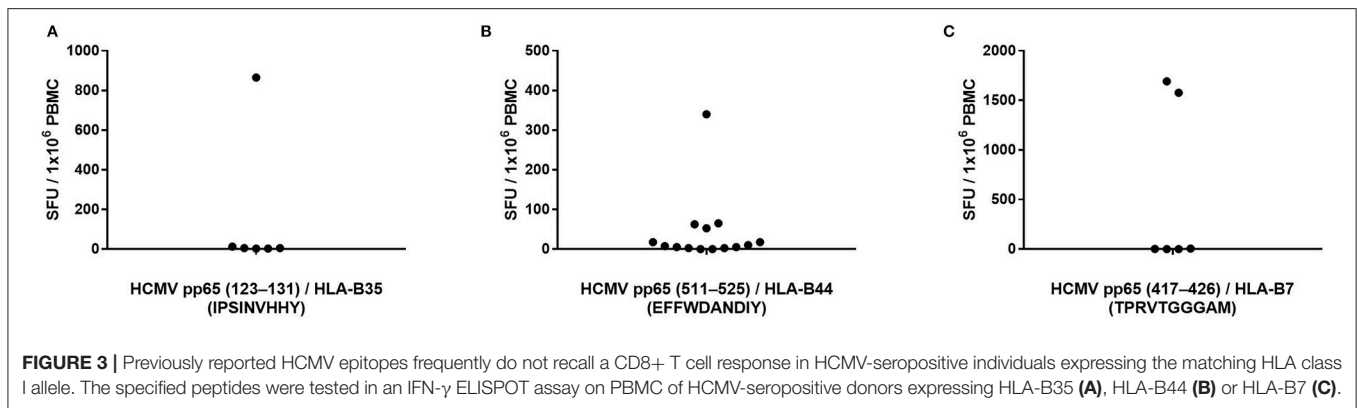 A
SFU / 1x10⁶ PBMC
1000
800
600
400
200
0
HCMV pp65 (123–131) / HLA-B35
(IPSINVHHY)
B
SFU / 1x10⁶ PBMC
500
400
300
200
100
0
HCMV pp65 (511–525) / HLA-B44
(EFFWDANDIY)
C
SFU / 1x10⁶ PBMC
2000
1500
1000
500
0
HCMV pp65 (417–426) / HLA-B7
(TPRVTGGGAM)
FIGURE 3 | Previously reported HCMV epitopes frequently do not recall a CD8+ T cell response in HCMV-seropositive individuals expressing the matching HLA class
I allele. The specified peptides were tested in an IFN-γ ELISPOT assay on PBMC of HCMV-seropositive donors expressing HLA-B35 (A), HLA-B44 (B) or HLA-B7 (C).